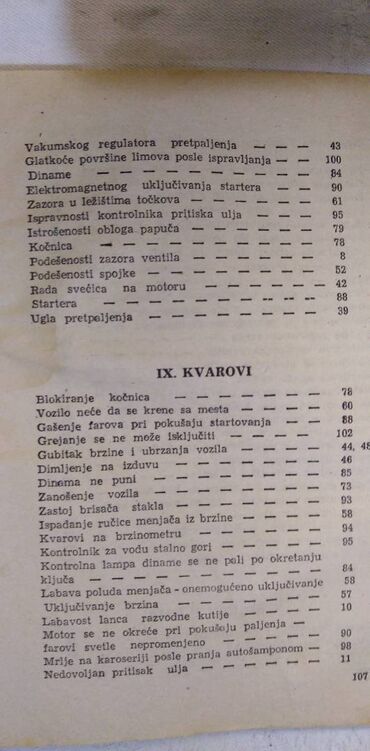 Vakumskog regulatora pretpaljenja — — — 43
Glatkoće površine limova posle ispravljanja — — 100
Diname — — — — — — — — 84
Elektromagnetnog uključivanja startera — — — 90
Zazora u ležištima točkova — — — — — 61
Ispravnosti kontrolnika pritiska ulja — — — 95
Istrošenosti obloga papuča — — — — — 79
Kočnica — — — — — — — — 78
Podešenosti zazora ventila — — — — — 8
Podešenosti spojke — — — — — — 52
Rada svećica na motoru — — — — — 42
Startera — — — — — — — — 88
Ugla pretpaljenja — — — — — — 39
IX. KVAROVI
Blokiranje kočnica — — — — — — 78
Vozilo neće da se krene sa mesta — — — — 60
Gašenje farova pri pokušaju startovanja — — — 88
Grejanje se ne može isključiti — — — — 102
Gubitak brzine i ubrzanja vozila — — — — 44, 48
Dimljenje na izduvu — — — — — — 46
Dinama ne puni — — — — — — — 85
Zanošenje vozila — — — — — — 73
Zastoj brisača stakla — — — — — — 93
Ispadanje ručice menjača iz brzine — — — — 58
Kvarovi na brzinometru — — — — — — 94
Kontrolnik za vodu stalno gori — — — — 95
Kontrolna lampa diname se ne pali po okretanju
ključa — — — — — — — — 84
Labava poluda menjača - onemogućeno uključivanje 58
Uključivanje brzina — — — — — — 57
Labavost lanca razvodne kutije — — — — 10
Motor se ne okreće pri pokušaju paljenja —
farovi svetle nepromenjeno — — — — — 90
Mrlje na karoseriji posle pranja autošamponom — — 98
Nedovoljan pritisak ulja — — — — — 11
107